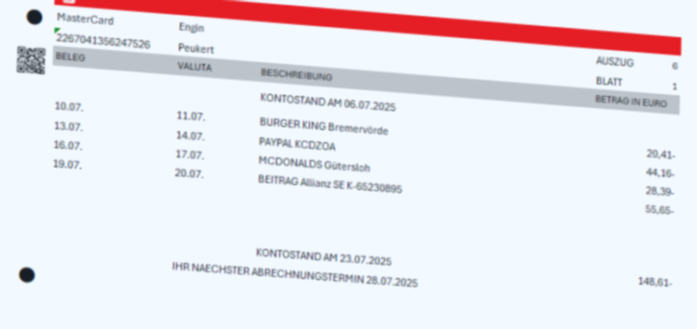 MasterCard Engin
2267041356247526 Peukert AUSZUG 6
BLATT 1
BELEG VALUTA BESCHREIBUNG BETRAG IN EURO
KONTOSTAND AM 06.07.2025
10.07. 11.07. BURGER KING Bremervörde 20,41-
13.07. 14.07. PAYPAL KCDZOA 44,16-
16.07. 17.07. MCDONALDS Gütersloh 28,39-
19.07. 20.07. BEITRAG Allianz SE K-65230895 55,65-
KONTOSTAND AM 23.07.2025 148,61-
IHR NAECHSTER ABRECHNUNGSTERMIN 28.07.2025